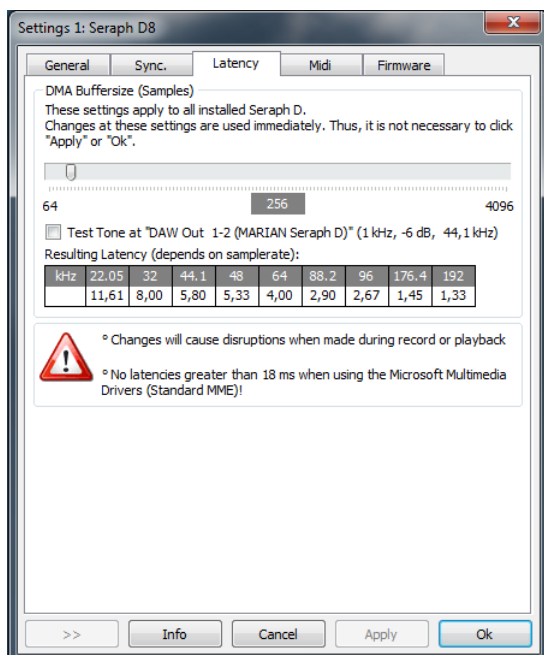 Settings 1: Seraph D8
General Sync. Latency Midi Firmware
DMA Buffersize (Samples)
These settings apply to all installed Seraph D.
Changes at these settings are used immediately. Thus, it is not necessary to click
"Apply" or "Ok".
64 256 4096
Test Tone at "DAW Out 1-2 (MARIAN Seraph D)" (1 kHz, -6 dB, 44,1 kHz)
Resulting Latency (depends on samplerate):
kHz 22.05 32 44.1 48 64 88.2 96 176.4 192
11,61 8,00 5,80 5,33 4,00 2,90 2,67 1,45 1,33
° Changes will cause disruptions when made during record or playback
° No latencies greater than 18 ms when using the Microsoft Multimedia
Drivers (Standard MME)!
>> Info Cancel Apply Ok